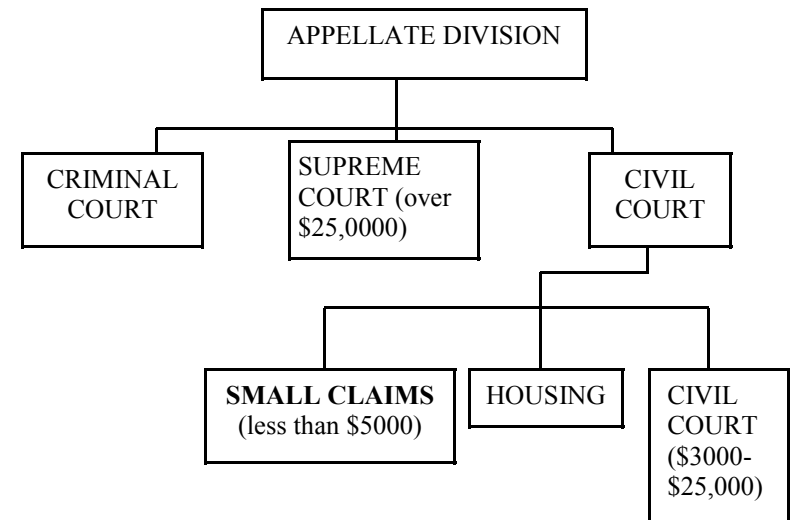 APPELLATE DIVISION
CRIMINAL
COURT
SUPREME
COURT (over
$25,0000)
CIVIL
COURT
SMALL CLAIMS
(less than $5000)
HOUSING
CIVIL
COURT
($3000-
$25,000)